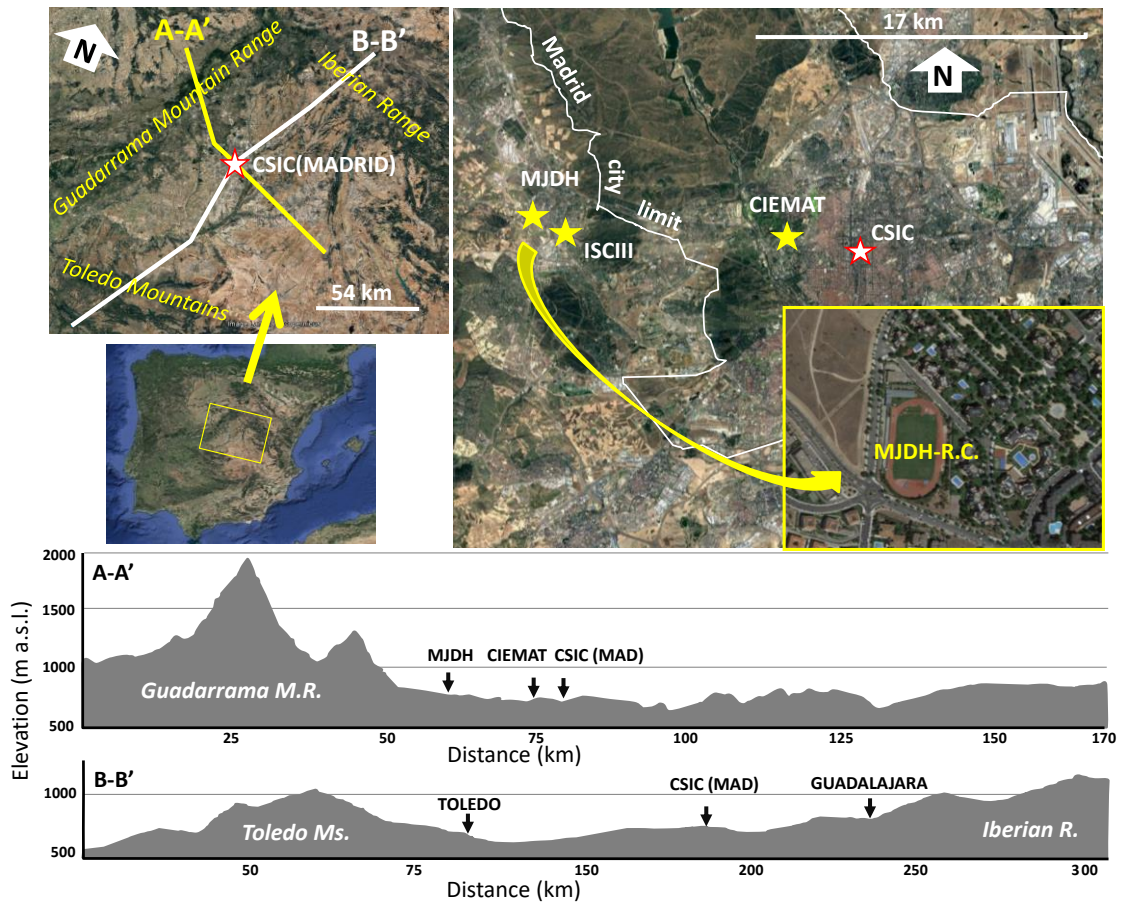 N
A-A’
B-B’
Guadarrama Mountain Range
Iberian Range
CSIC(MADRID)
Toledo Mountains
54 km
17 km
N
Madrid
city
limit
MJDH
ISCIII
CIEMAT
CSIC
MJDH-R.C.
Elevation (m a.s.l.)
A-A’
2000
1500
1000
500
MJDH
CIEMAT
CSIC (MAD)
Guadarrama M.R.
25
50
75
100
125
150
170
Distance (km)
B-B’
1000
500
TOLEDO
CSIC (MAD)
GUADALAJARA
Toledo Ms.
Iberian R.
50
75
150
200
250
300
Distance (km)